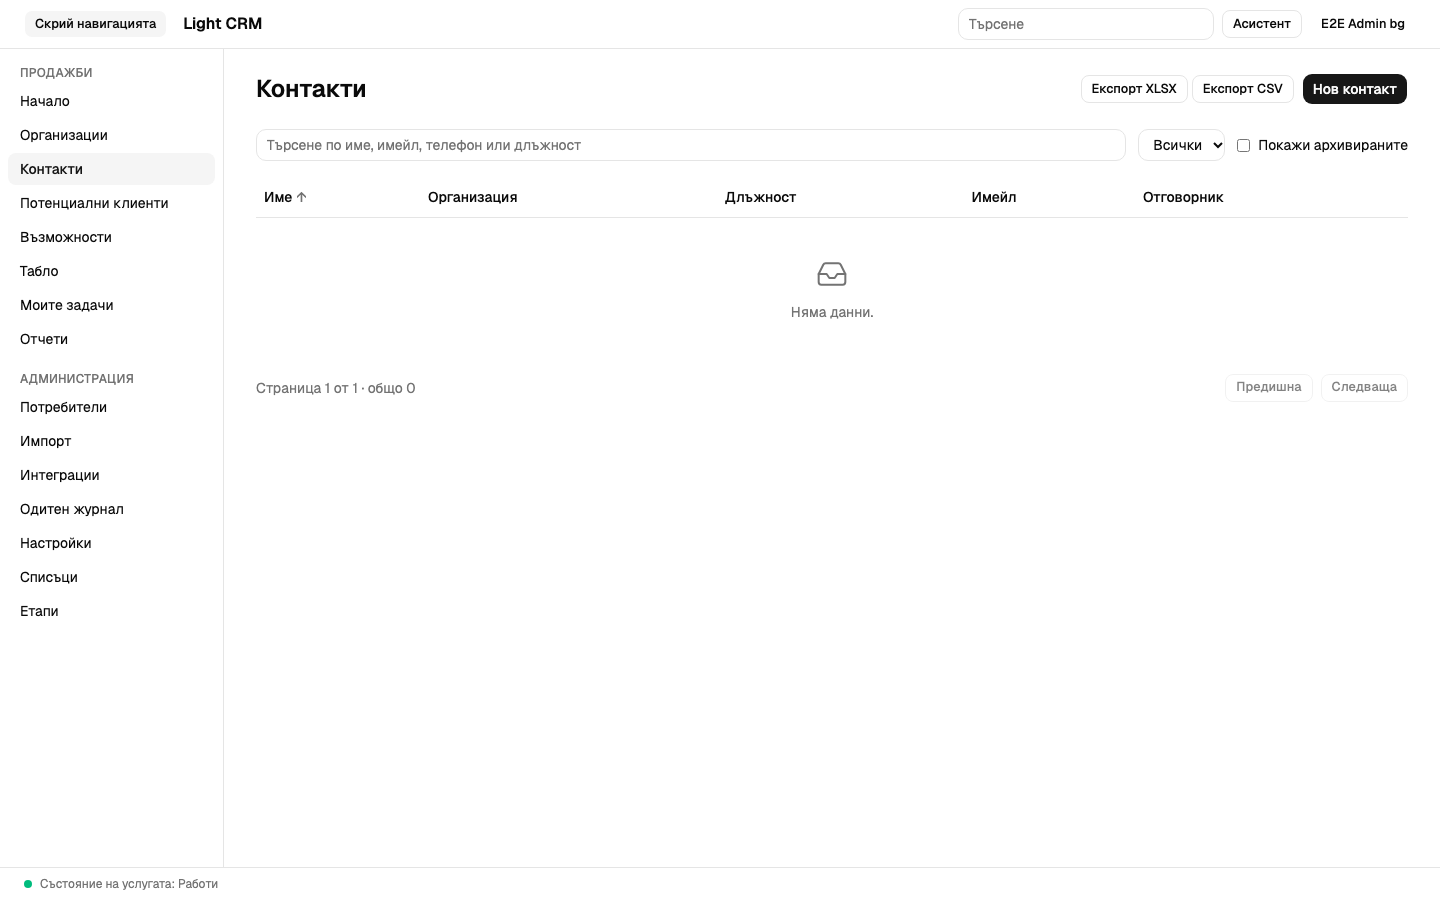 Скрий навигацията
Light CRM
Търсене
Асистент
E2E Admin bg
ПРОДАЖБИ
Начало
Организации
Контакти
Потенциални клиенти
Възможности
Табло
Моите задачи
Отчети
АДМИНИСТРАЦИЯ
Потребители
Импорт
Интеграции
Одитен журнал
Настройки
Списъци
Етапи
Контакти
Експорт XLSX
Експорт CSV
Нов контакт
Търсене по име, имейл, телефон или длъжност
Всички
Покажи архивираните
Име ↑
Организация
Длъжност
Имейл
Отговорник
Няма данни.
Страница 1 от 1 · общо 0
Предишна
Следваща
Състояние на услугата: Работи